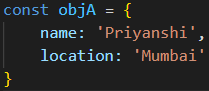 const objA = {
    name: 'Priyanshi',
    location: 'Mumbai'
}